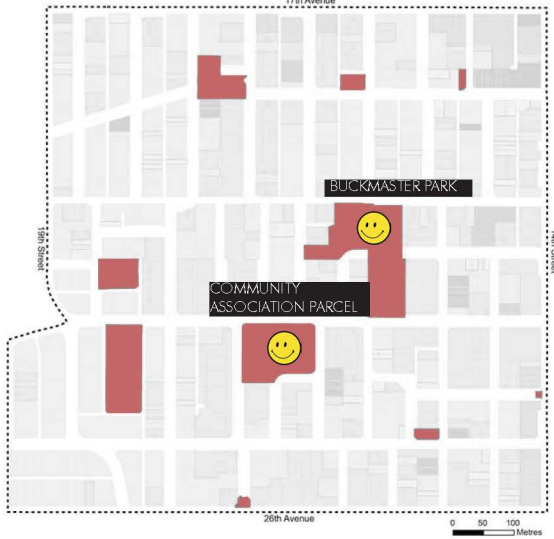 17th Avenue
BUCKMASTER PARK
19th Street
COMMUNITY
ASSOCIATION PARCEL
26th Avenue
0 50 100
Metres